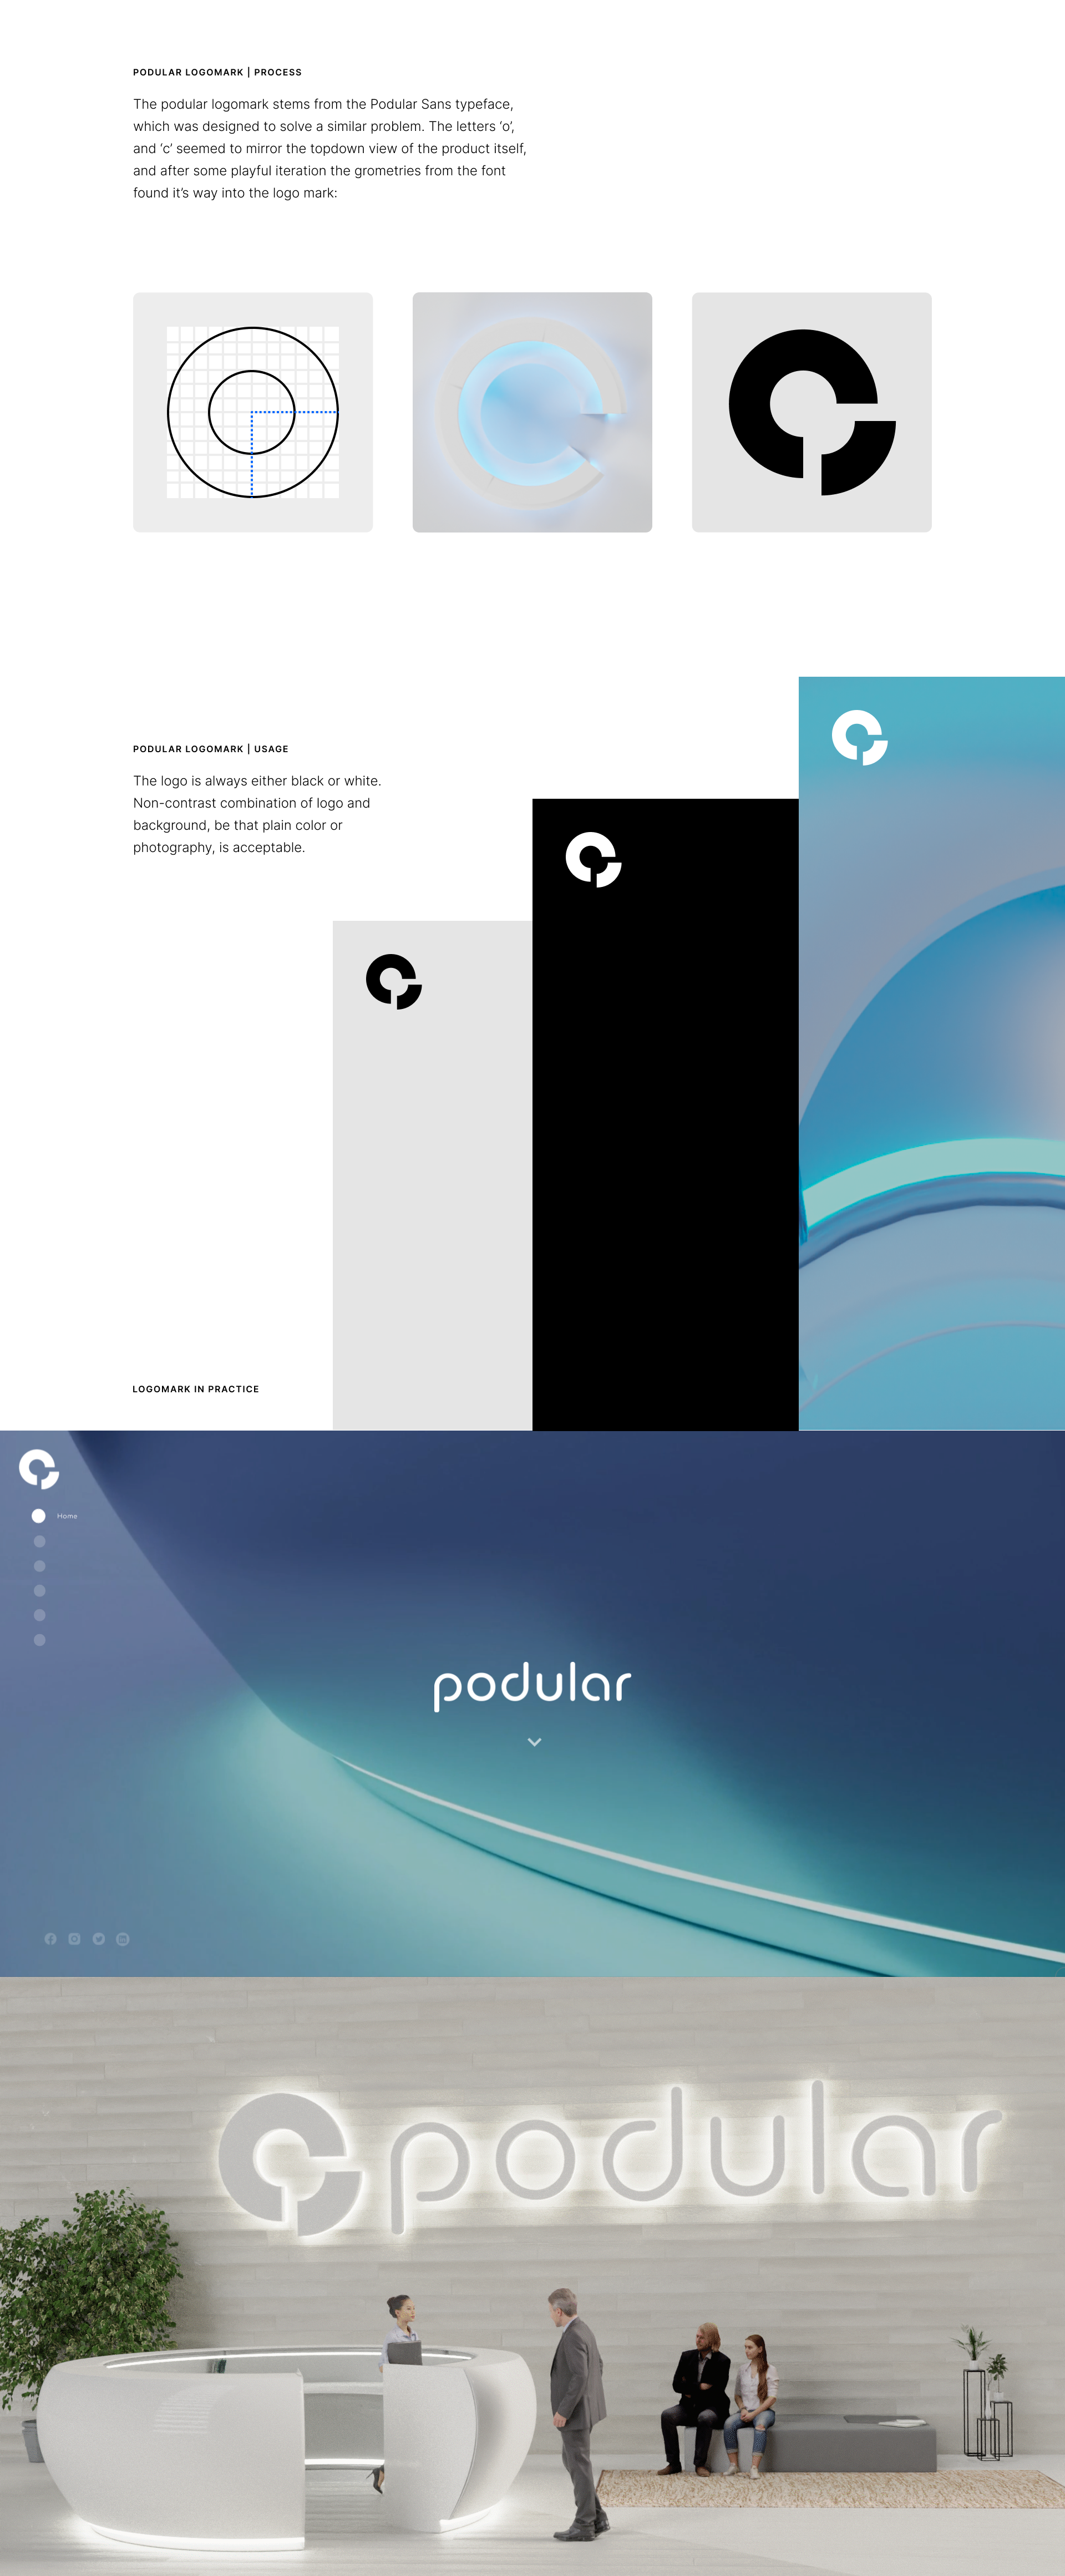 PODULAR LOGOMARK | PROCESS
The podular logomark stems from the Podular Sans typeface,
which was designed to solve a similar problem. The letters ‘o’,
and ‘c’ seemed to mirror the topdown view of the product itself,
and after some playful iteration the grometries from the font
found it’s way into the logo mark:
PODULAR LOGOMARK | USAGE
The logo is always either black or white.
Non-contrast combination of logo and
background, be that plain color or
photography, is acceptable.
LOGOMARK IN PRACTICE
Home
podular
podular